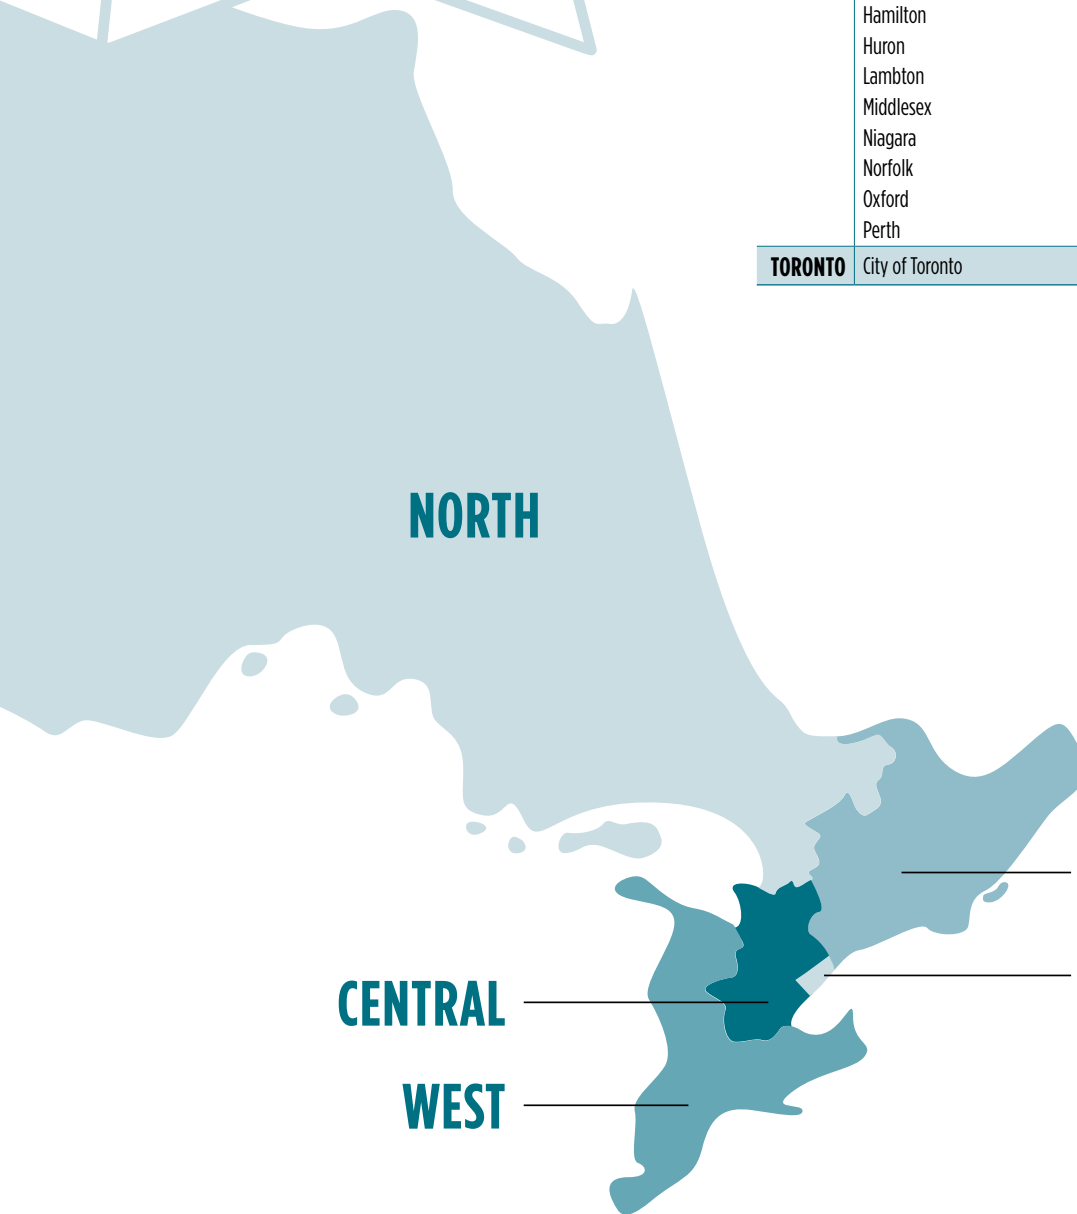 Hamilton
Huron
Lambton
Middlesex
Niagara
Norfolk
Oxford
Perth
TORONTO City of Toronto
NORTH
CENTRAL
WEST